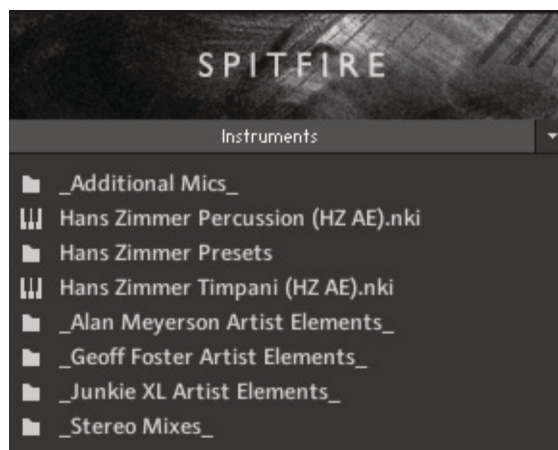 SPITFIRE
Instruments
_Additional Mics_
Hans Zimmer Percussion (HZ AE).nki
Hans Zimmer Presets
Hans Zimmer Timpani (HZ AE).nki
_Alan Meyerson Artist Elements_
_Geoff Foster Artist Elements_
_Junkie XL Artist Elements_
_Stereo Mixes_